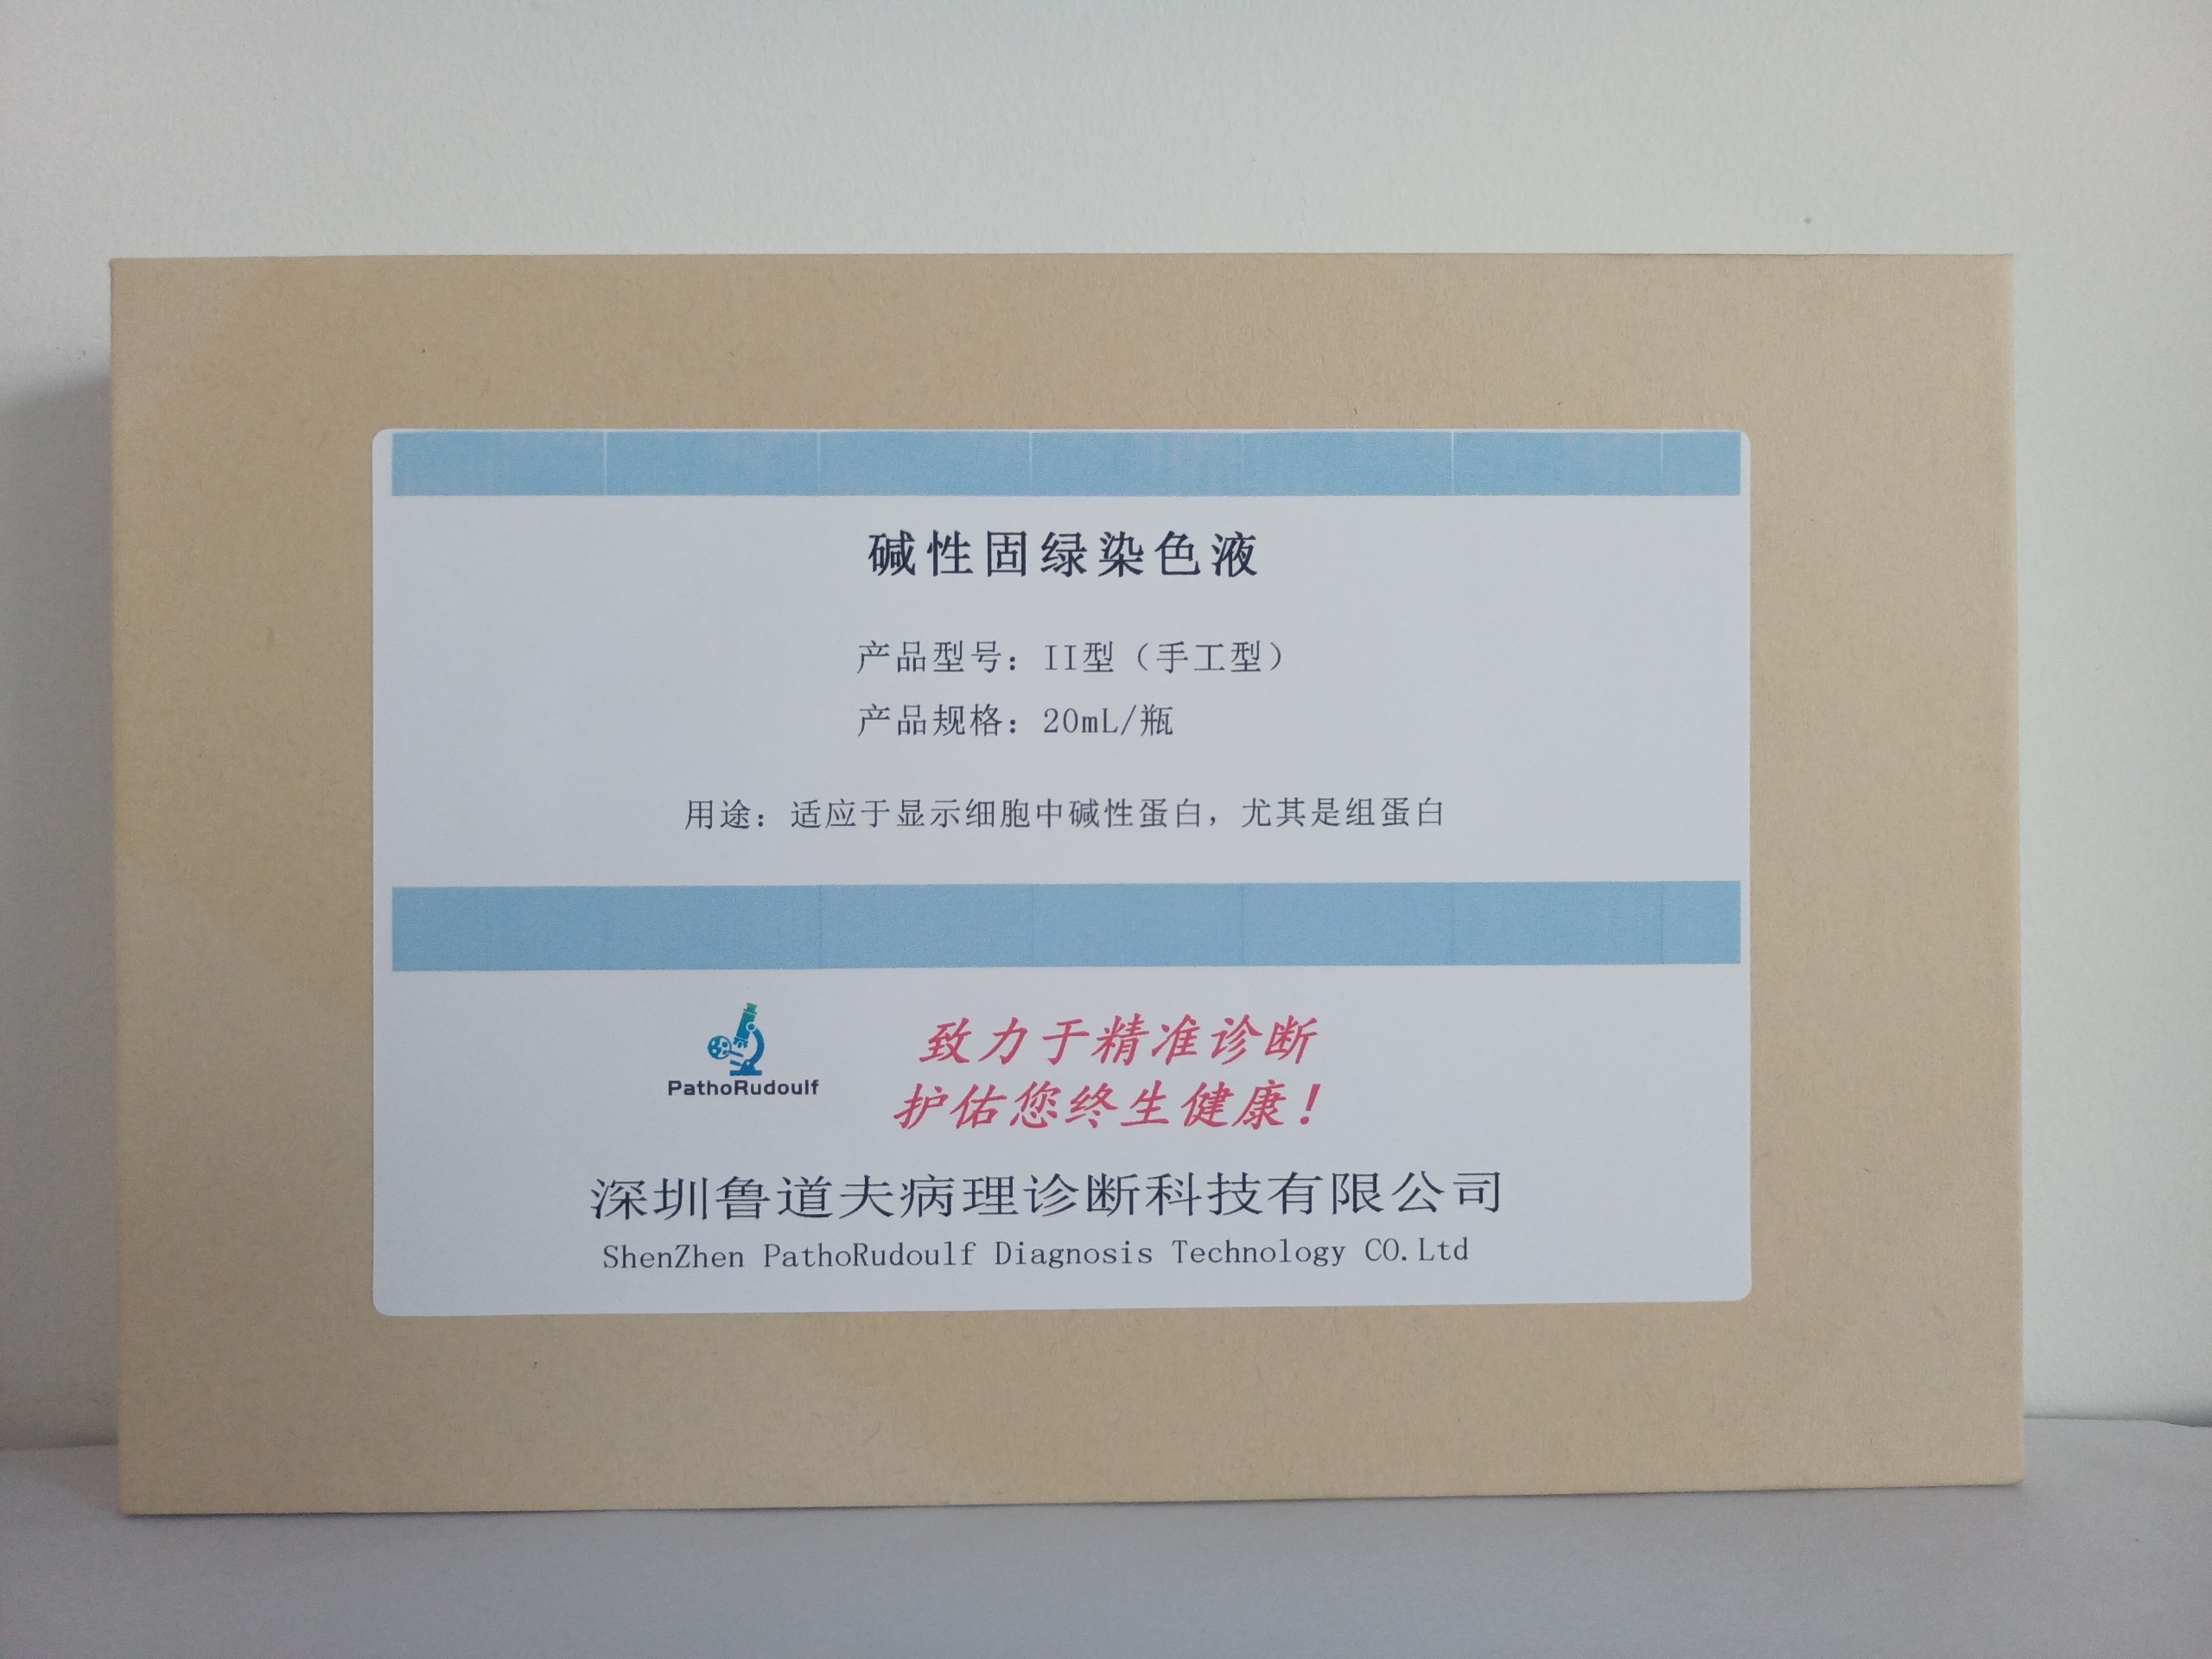 碱性固绿染色液
产品型号：II型（手工型）
产品规格：20mL/瓶
用途：适应于显示细胞中碱性蛋白，尤其是组蛋白
PathoRudoulf
致力于精准诊断
护佑您终生健康！
深圳鲁道夫病理诊断科技有限公司
ShenZhen PathoRudoulf Diagnosis Technology CO.Ltd